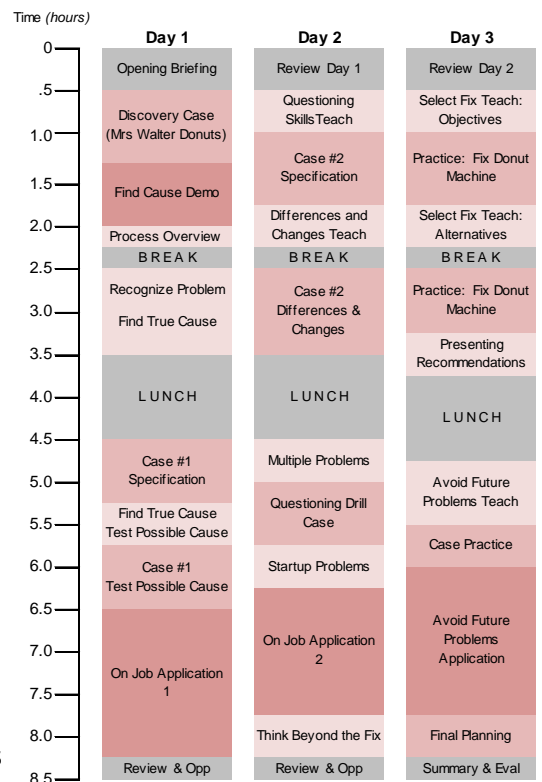 Time (hours)
Day 1
Day 2
Day 3
0
.5
1.0
1.5
2.0
2.5
3.0
3.5
4.0
4.5
5.0
5.5
6.0
6.5
7.0
7.5
8.0
8.5
Opening Briefing
Discovery Case
(Mrs Walter Donuts)
Find Cause Demo
Process Overview
B R E A K
Recognize Problem
Find True Cause
L U N C H
Case #1
Specification
Find True Cause
Test Possible Cause
Case #1
Test Possible Cause
On Job Application
1
Review & Opp
Review Day 1
Questioning
SkillsTeach
Case #2
Specification
Differences and
Changes Teach
B R E A K
Case #2
Differences &
Changes
L U N C H
Multiple Problems
Questioning Drill
Case
Startup Problems
On Job Application
2
Think Beyond the Fix
Review & Opp
Review Day 2
Select Fix Teach:
Objectives
Practice: Fix Donut
Machine
Select Fix Teach:
Alternatives
B R E A K
Practice: Fix Donut
Machine
Presenting
Recommendations
L U N C H
Avoid Future
Problems Teach
Case Practice
Avoid Future
Problems
Application
Final Planning
Summary & Eval